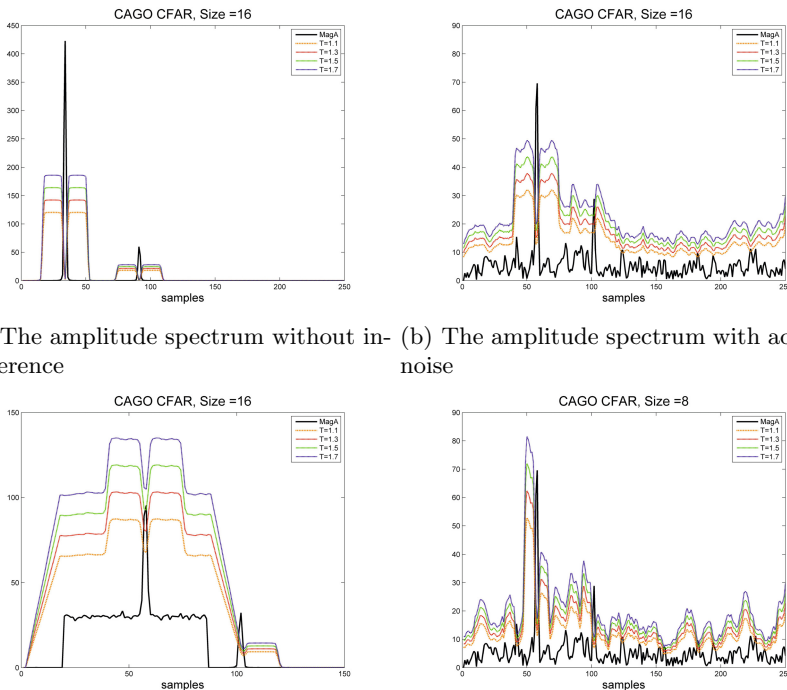 CAGO CFAR, Size =16
450
400
350
300
250
200
150
100
50
0
0 50 100 150 200 250
samples
MagA
T=1.1
T=1.3
T=1.5
T=1.7
CAGO CFAR, Size =16
90
80
70
60
50
40
30
20
10
0
0 50 100 150 200 250
samples
MagA
T=1.1
T=1.3
T=1.5
T=1.7
The amplitude spectrum without in-
erence
(b) The amplitude spectrum with ad
noise
CAGO CFAR, Size =16
150
100
50
0
0 50 100 150
samples
MagA
T=1.1
T=1.3
T=1.5
T=1.7
CAGO CFAR, Size =8
90
80
70
60
50
40
30
20
10
0
0 50 100 150 200 250
samples
MagA
T=1.1
T=1.3
T=1.5
T=1.7